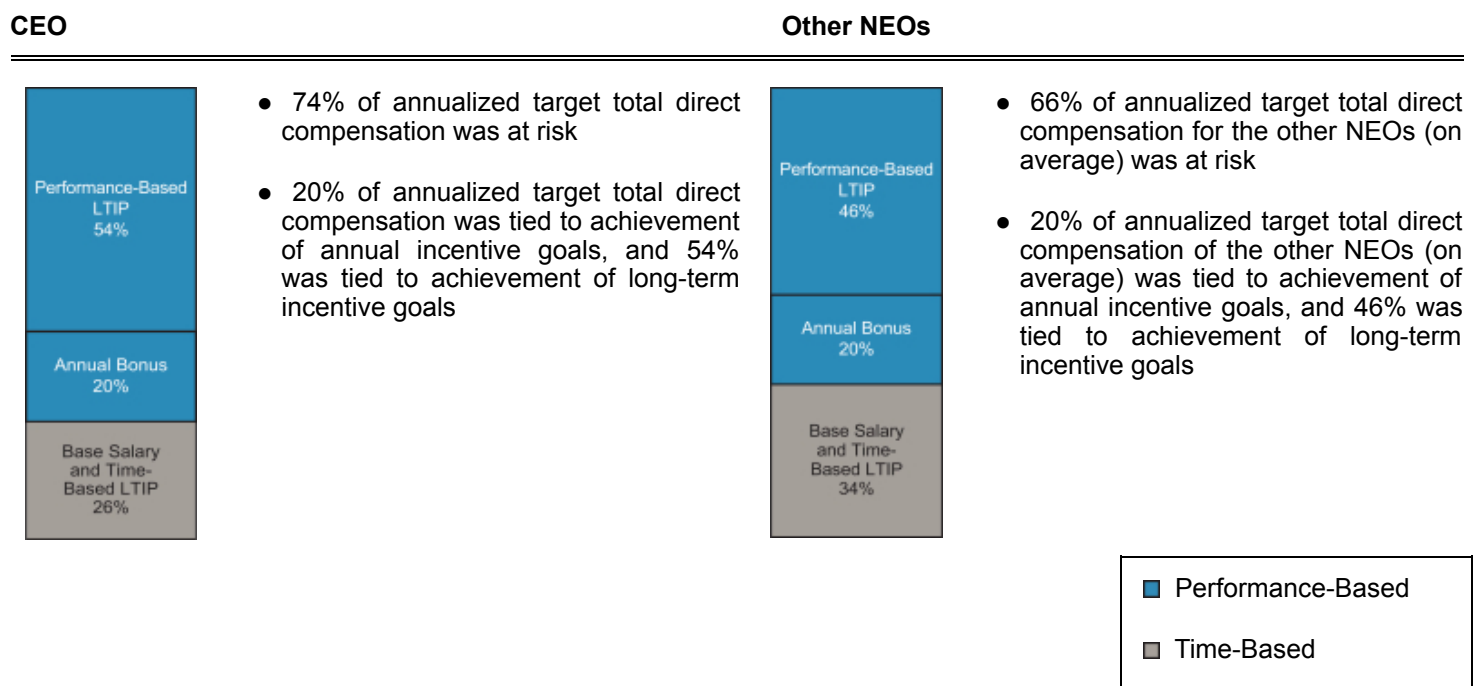 CEO
Other NEOs
Performance-Based
LTIP
54%
Annual Bonus
20%
Base Salary
and Time-
Based LTIP
26%
● 74% of annualized target total direct
compensation was at risk
● 20% of annualized target total direct
compensation was tied to achievement
of annual incentive goals, and 54%
was tied to achievement of long-term
incentive goals
Performance-Based
LTIP
46%
Annual Bonus
20%
Base Salary
and Time-
Based LTIP
34%
● 66% of annualized target total direct
compensation for the other NEOs (on
average) was at risk
● 20% of annualized target total direct
compensation of the other NEOs (on
average) was tied to achievement of
annual incentive goals, and 46% was
tied to achievement of long-term
incentive goals
Performance-Based
Time-Based